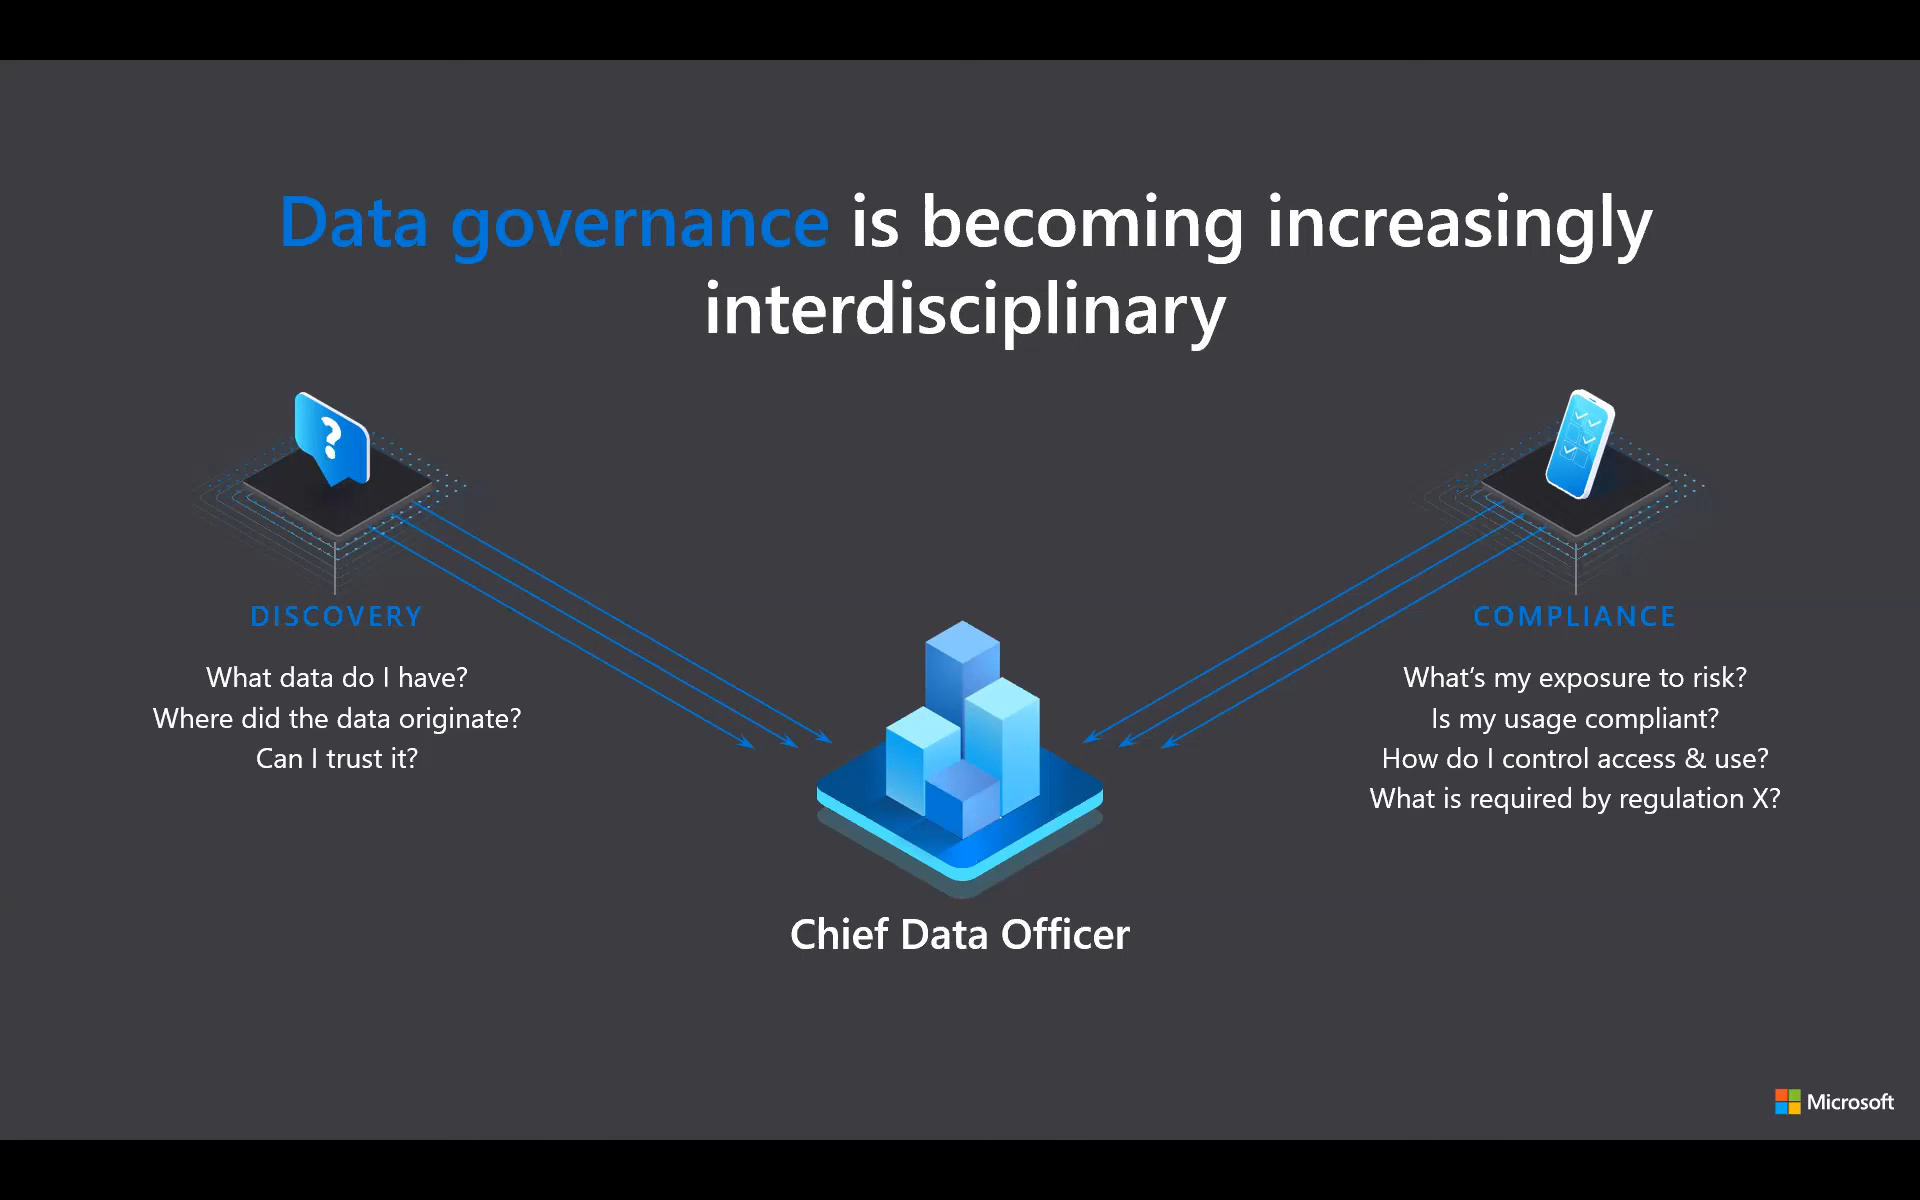 Data governance is becoming increasingly
interdisciplinary
?
DISCOVERY
What data do I have?
Where did the data originate?
Can I trust it?
COMPLIANCE
What's my exposure to risk?
Is my usage compliant?
How do I control access & use?
What is required by regulation X?
Chief Data Officer
Microsoft